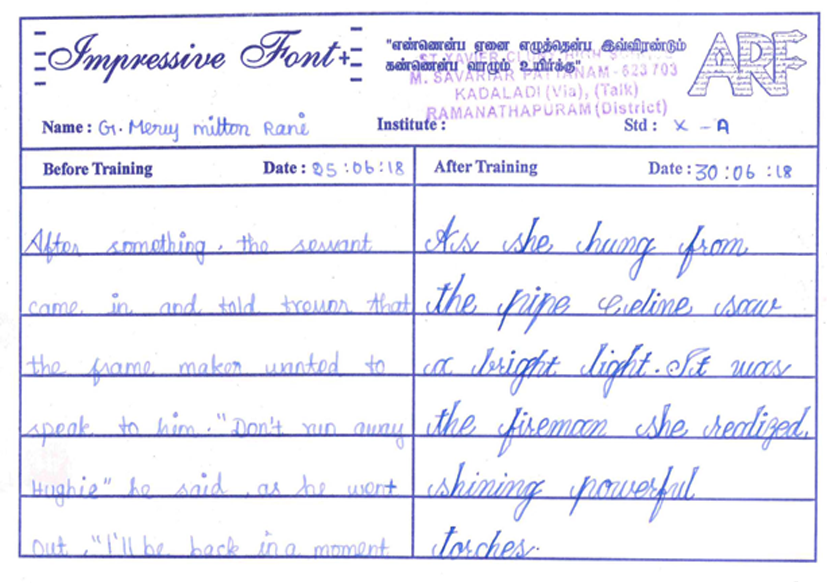 Impressive Font+
"எண்ணென்ப ஏனை எழுத்தென்ப இவ்விரண்டும்
கண்ணென்ப வாழும் உயிர்க்கு"
ARF
M. SAVARIAR PATTANAM - 623 703
KADALADI (Via), (Talk)
RAMANATHAPURAM (District)
Name : G. Mercy milton Rani Institute : Std : X - A
Before Training Date : 25 : 06 : 18
After something, the servant
came in and told trevor that
the frame maker wanted to
speak to him. "Don't run away
Hughie" he said, as he went
out, "I'll be back in a moment
After Training Date : 30 : 06 : 18
As she hung from
the pipe Celine saw
a bright light. It was
the fireman she realized,
shining powerful
torches.